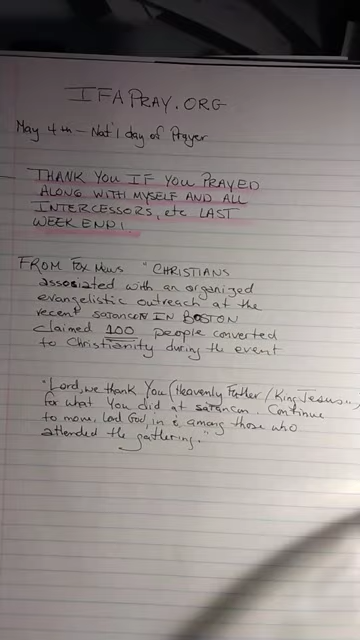 IFAPRAY.ORG
May 4th - Nat'l day of Prayer
THANK YOU IF YOU PRAYED
ALONG WITH MYSELF AND ALL
INTERCESSORS, etc LAST
WEEKEND!
FROM Fox News "CHRISTIANS
assosiated with an organized
evangelistic outreach at the
recent satancon IN BOSTON
claimed 100 people converted
to Christianity during the event
"Lord, we thank You (Heavenly Father / King Jesus)
for what You did at satancon. Continue
to move, Lord God, in & among those who
attended the gathering."